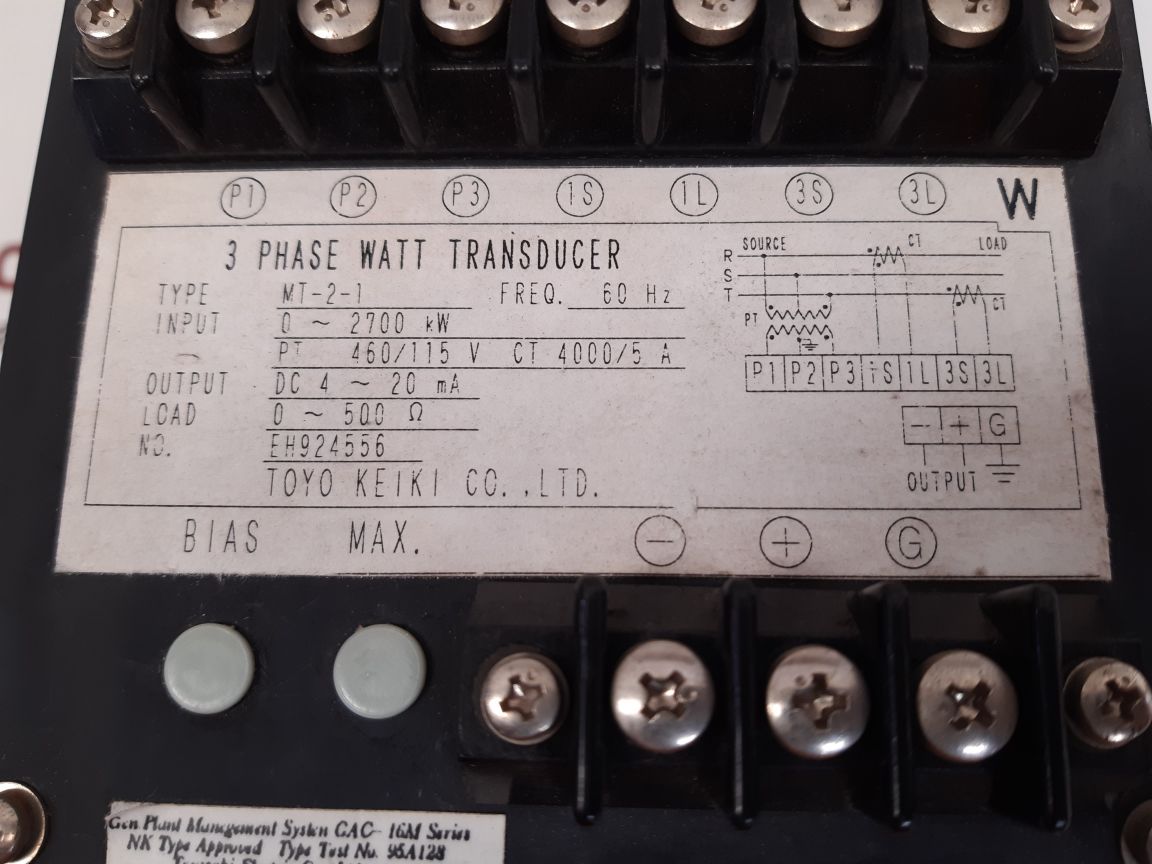 P1 P2 P3 1S 1L 3S 3L W
3 PHASE WATT TRANSDUCER
TYPE MT-2-1 FREQ. 60 Hz
INPUT 0 ~ 2700 kW
PT 460/115 V CT 4000/5 A
OUTPUT DC 4 ~ 20 mA
LOAD 0 ~ 500 Ω
NO. EH924556
TOYO KEIKI CO.,LTD.
SOURCE CT LOAD
R
S
T
PT CT
P1 P2 P3 1S 1L 3S 3L
− + G
OUTPUT
BIAS MAX. − + G
Gen Plant Management System GAC-16M Series
NK Type Approved Type Test No. 95A128